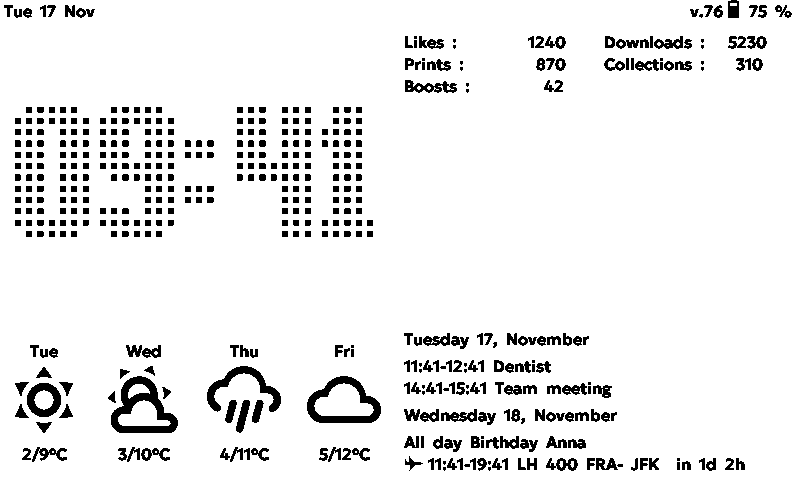 Tue 17 Nov
v.76 75 %
Likes : 1240 Downloads : 5230
Prints : 870 Collections : 310
Boosts : 42
09:41
Tue Wed Thu Fri
2/9°C 3/10°C 4/11°C 5/12°C
Tuesday 17, November
11:41-12:41 Dentist
14:41-15:41 Team meeting
Wednesday 18, November
All day Birthday Anna
11:41-19:41 LH 400 FRA- JFK in 1d 2h